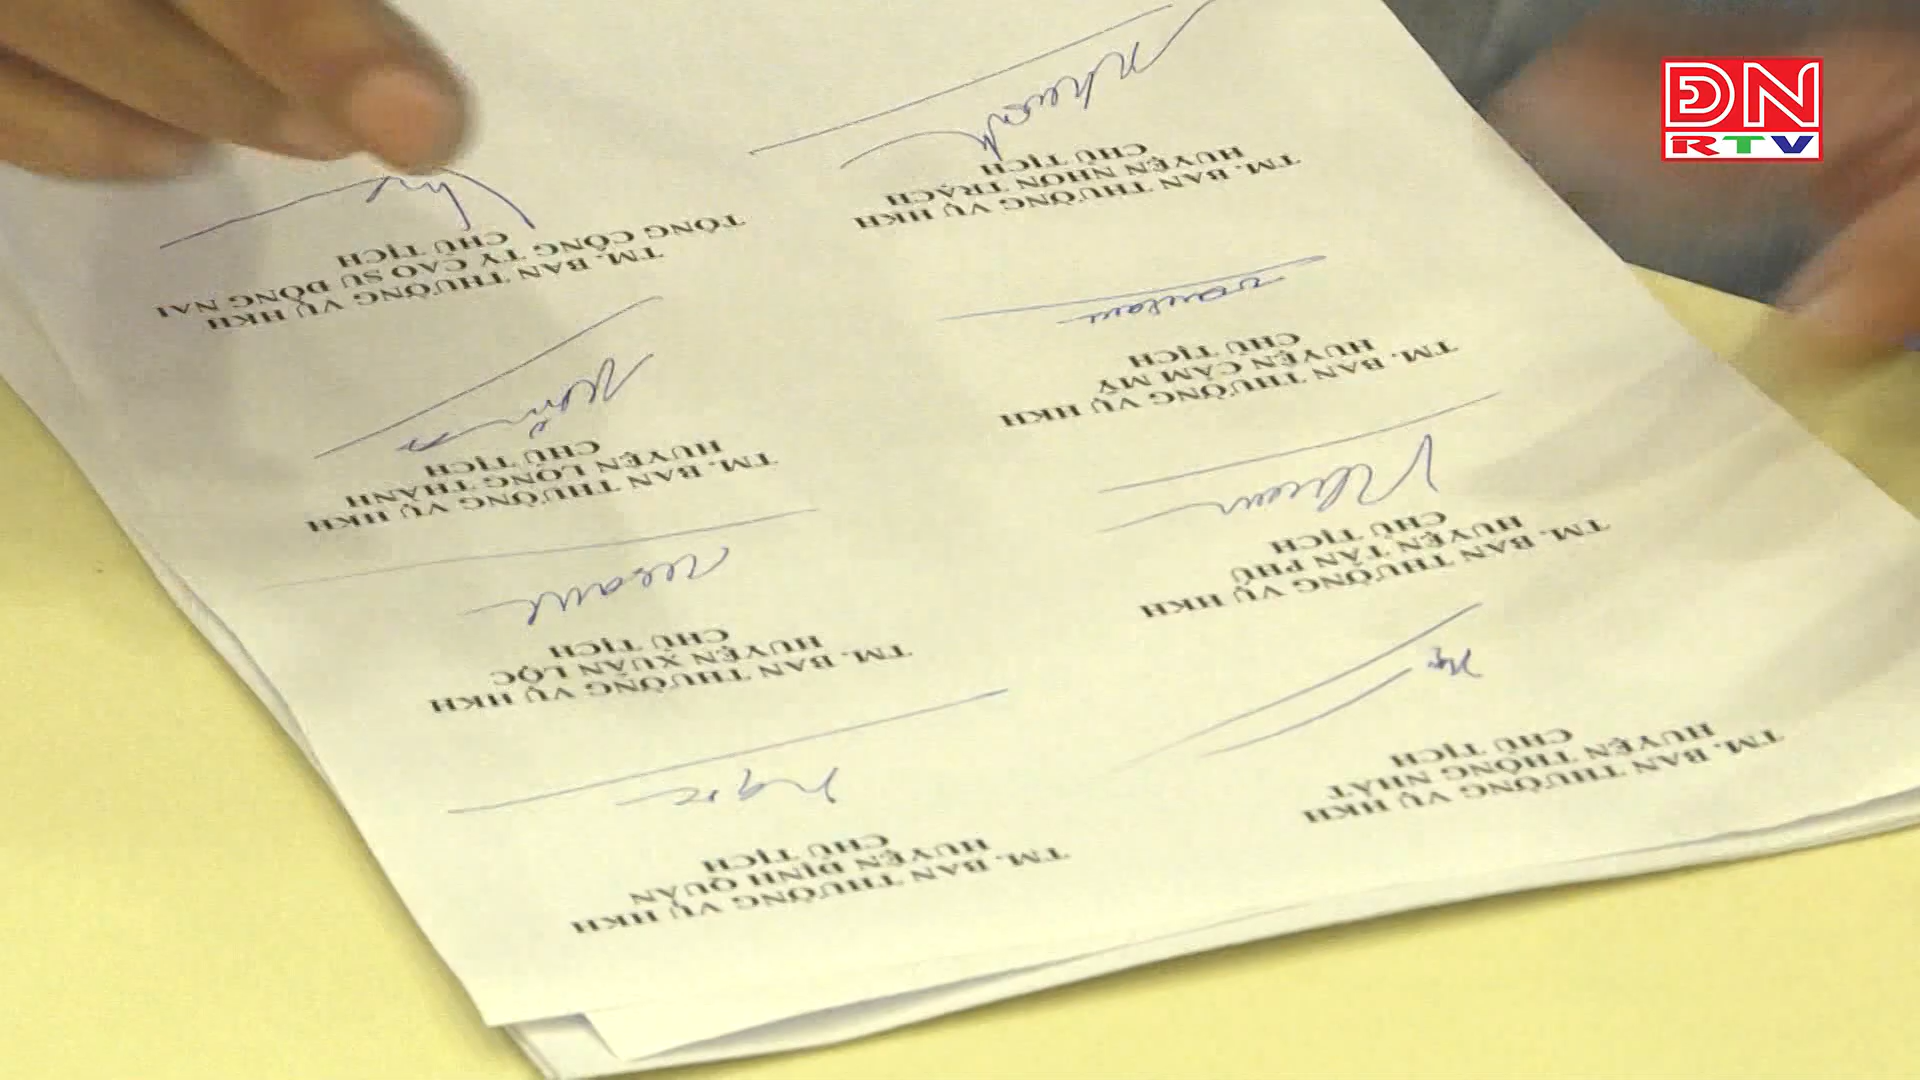 ĐN
RTV
TM. BAN THƯỜNG VỤ HKH
HUYỆN THỐNG NHẤT
CHỦ TỊCH
TM. BAN THƯỜNG VỤ HKH
HUYỆN ĐỊNH QUÁN
CHỦ TỊCH
TM. BAN THƯỜNG VỤ HKH
HUYỆN TÂN PHÚ
CHỦ TỊCH
TM. BAN THƯỜNG VỤ HKH
HUYỆN XUÂN LỘC
CHỦ TỊCH
TM. BAN THƯỜNG VỤ HKH
HUYỆN CẨM MỸ
CHỦ TỊCH
TM. BAN THƯỜNG VỤ HKH
HUYỆN LONG THÀNH
CHỦ TỊCH
TM. BAN THƯỜNG VỤ HKH
HUYỆN NHƠN TRẠCH
CHỦ TỊCH
TM. BAN THƯỜNG VỤ HKH
TỔNG CÔNG TY CAO SU ĐỒNG NAI
CHỦ TỊCH